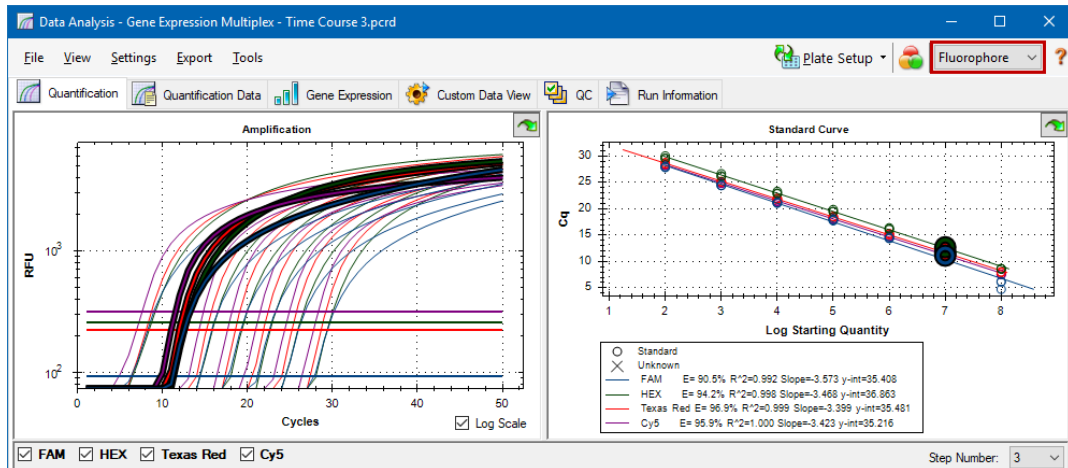 Data Analysis - Gene Expression Multiplex - Time Course 3.pcrd
File View Settings Export Tools
Plate Setup
Fluorophore
?
Quantification
Quantification Data
Gene Expression
Custom Data View
QC
Run Information
Amplification
RFU
10^3
10^2
0 10 20 30 40 50
Cycles
Log Scale
Standard Curve
Cq
30
25
20
15
10
5
1 2 3 4 5 6 7 8
Log Starting Quantity
Standard
Unknown
FAM E= 90.5% R^2=0.992 Slope=-3.573 y-int=35.408
HEX E= 94.2% R^2=0.998 Slope=-3.468 y-int=36.863
Texas Red E= 96.9% R^2=0.999 Slope=-3.399 y-int=35.481
Cy5 E= 95.9% R^2=1.000 Slope=-3.423 y-int=35.216
FAM HEX Texas Red Cy5
Step Number: 3